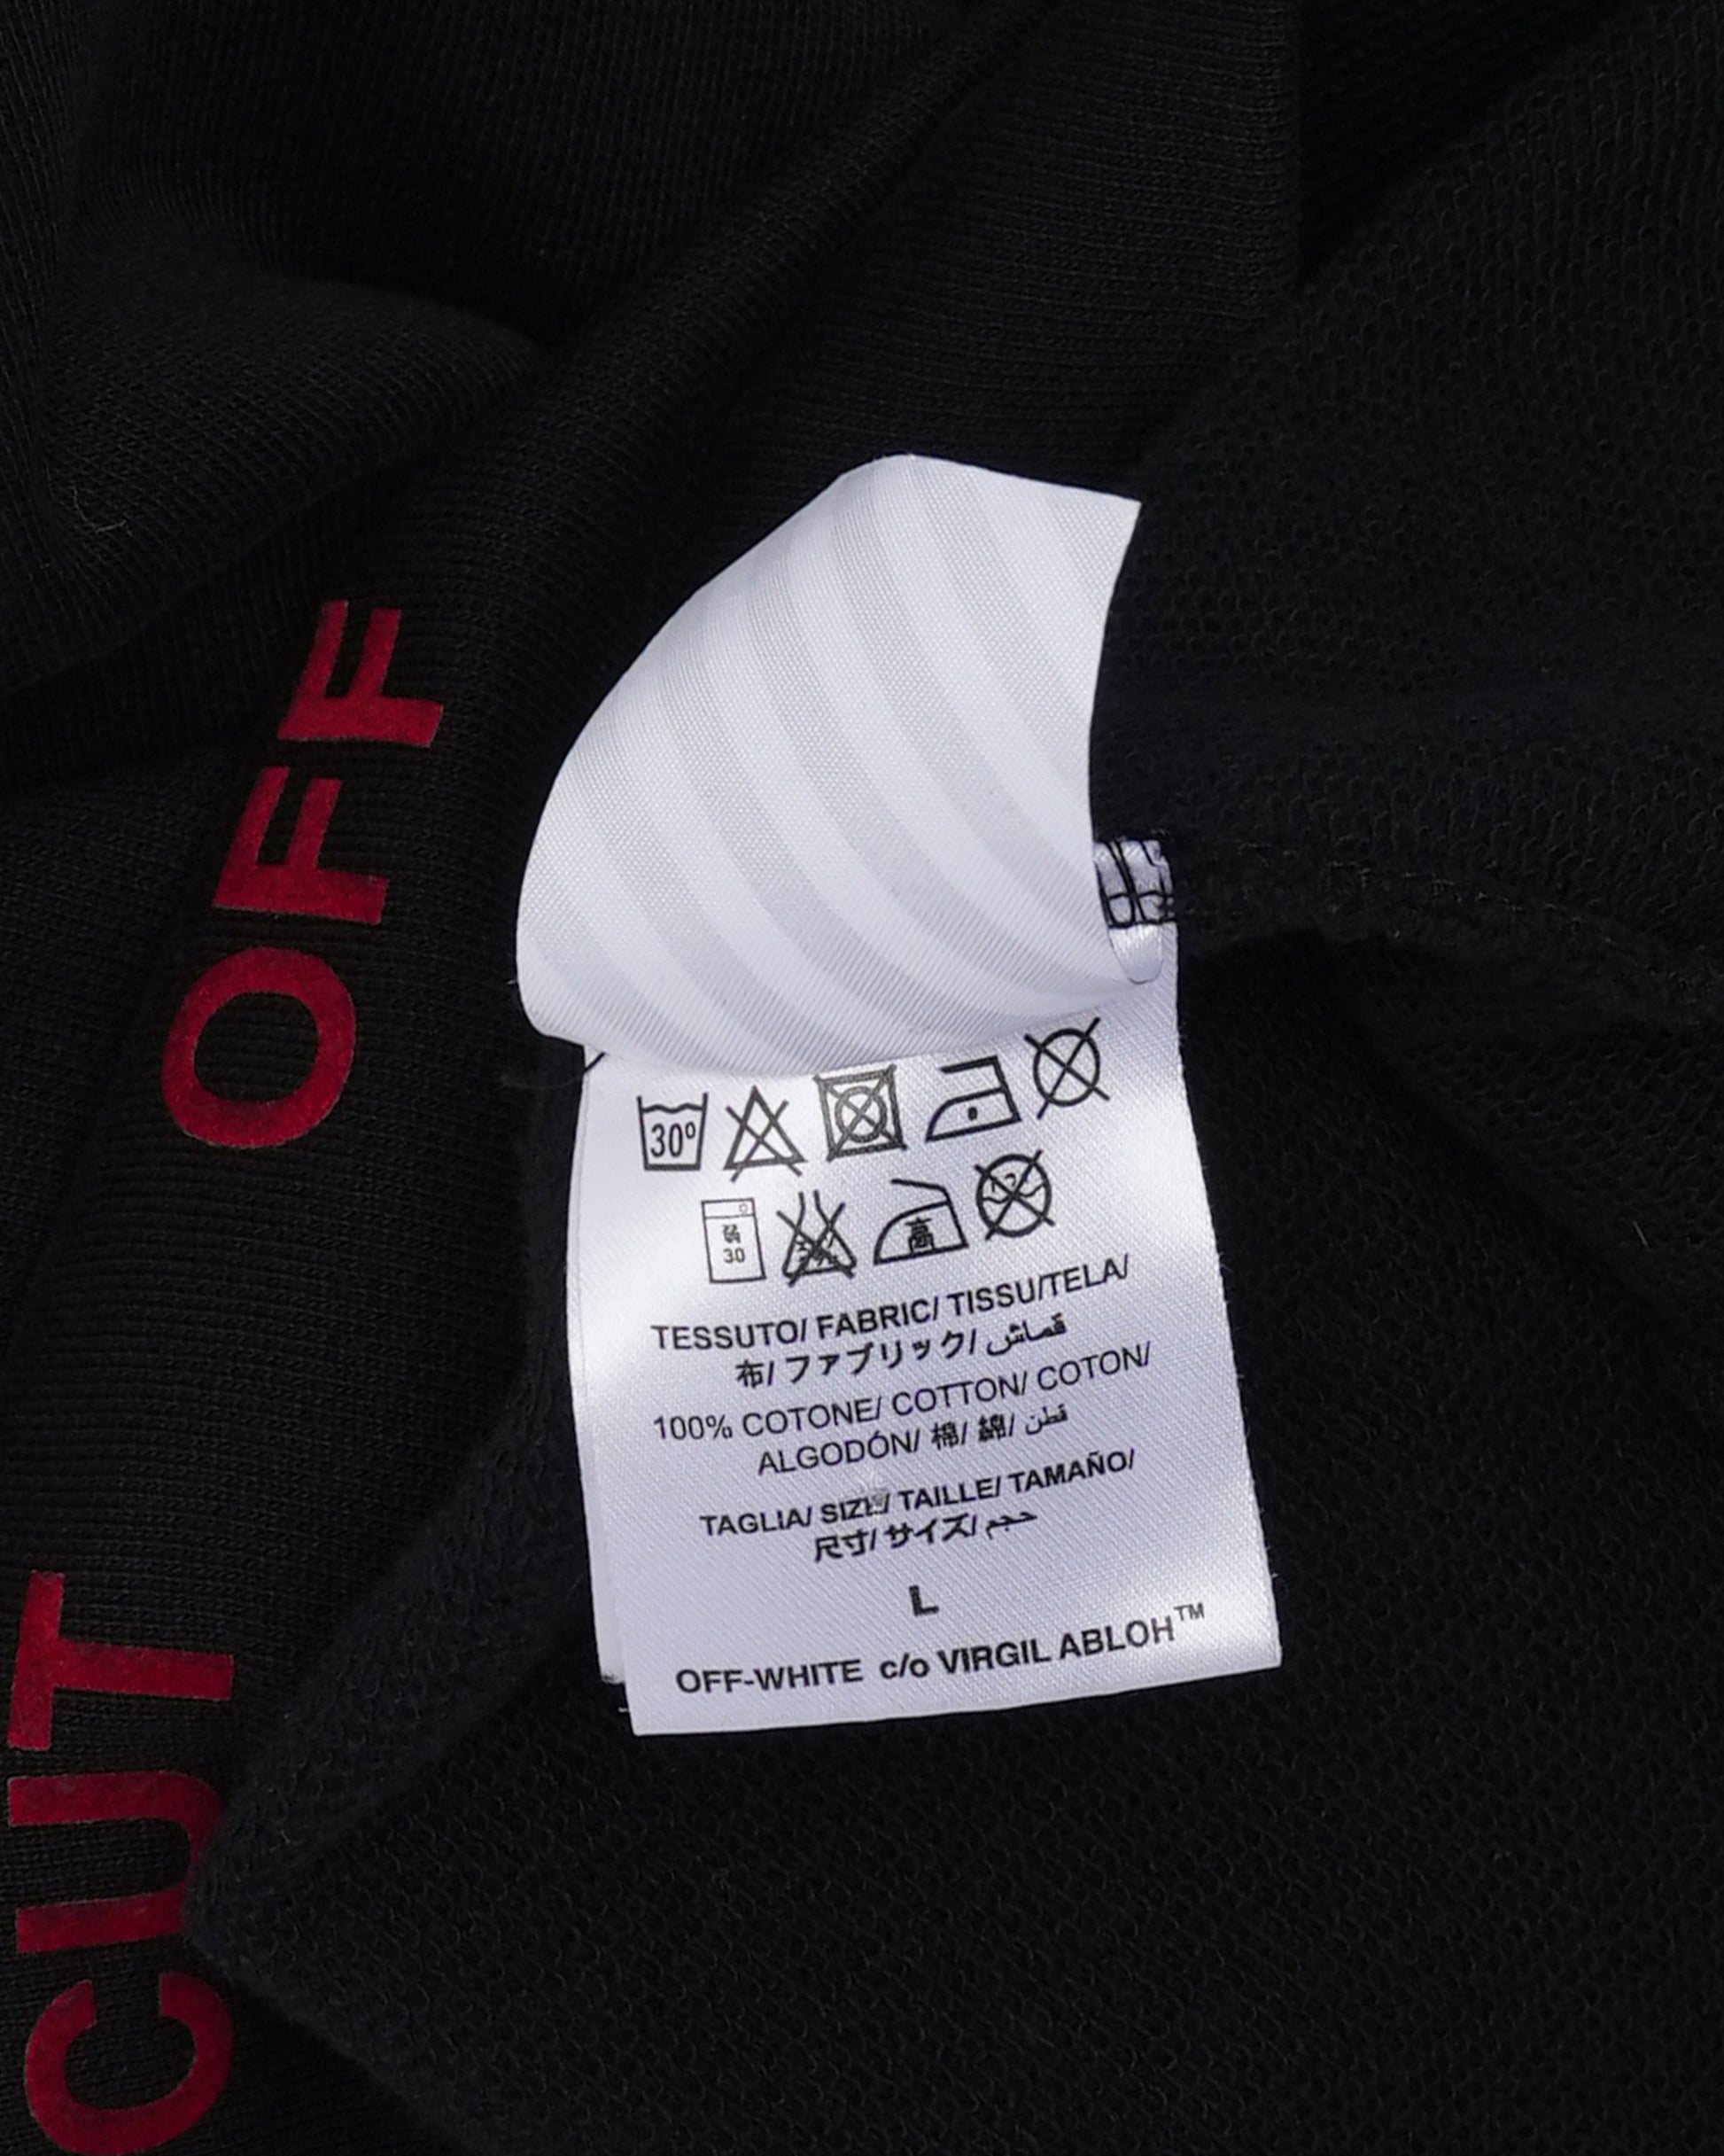 OFF
CUT
30°
弱
30
高
TESSUTO/ FABRIC/ TISSU/TELA/
布/ ファブリック/ قماش/
100% COTONE/ COTTON/ COTON/
ALGODÓN/ 棉/ 綿/ قطن/
TAGLIA/ SIZE/ TAILLE/ TAMAÑO/
尺寸/ サイズ/ حجم
L
OFF-WHITE c/o VIRGIL ABLOH™